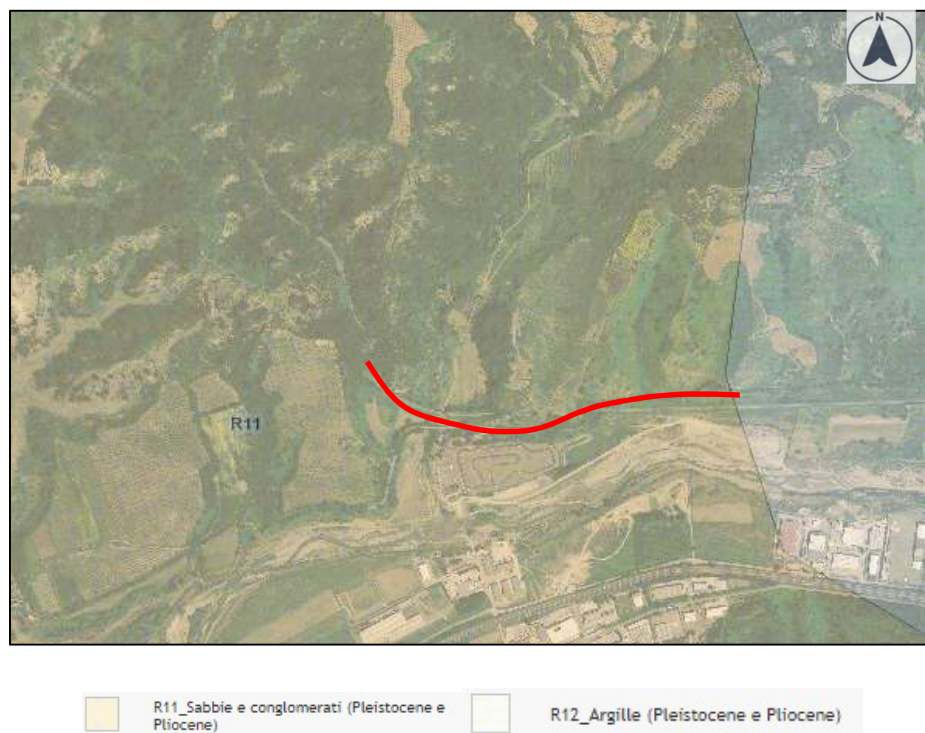 N
R11
R11_Sabbie e conglomerati (Pleistocene e
Pliocene)
R12_Argille (Pleistocene e Pliocene)